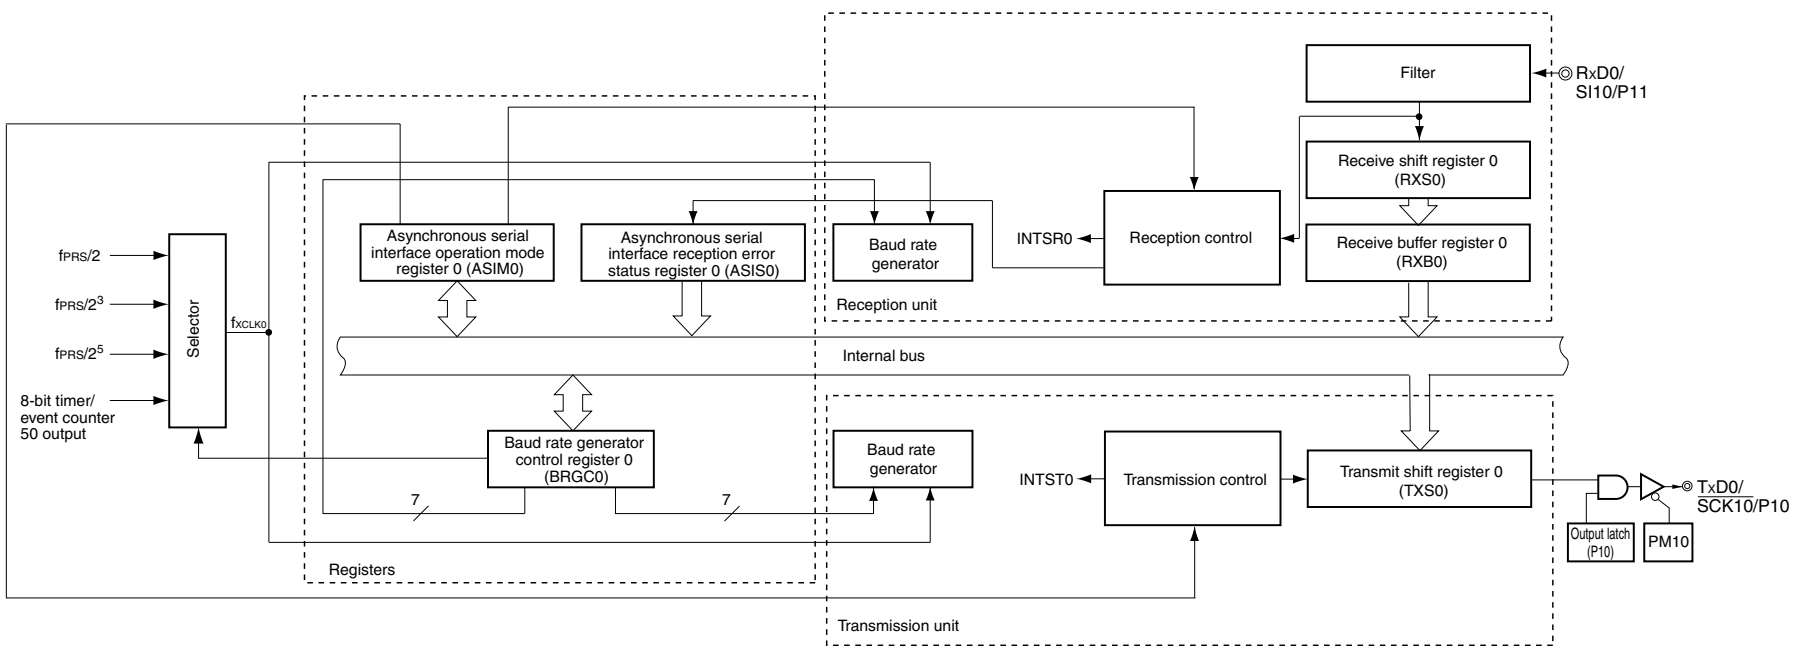 Filter
RxD0/
SI10/P11
Receive shift register 0
(RXS0)
Asynchronous serial
interface operation mode
register 0 (ASIM0)
Asynchronous serial
interface reception error
status register 0 (ASIS0)
Baud rate
generator
INTSR0
Reception control
Receive buffer register 0
(RXB0)
Reception unit
fPRS/2
fPRS/2³
fPRS/2⁵
8-bit timer/
event counter
50 output
Selector
fXCLK0
Internal bus
Baud rate generator
control register 0
(BRGC0)
7
7
Baud rate
generator
INTST0
Transmission control
Transmit shift register 0
(TXS0)
TxD0/
SCK10/P10
Output latch
(P10)
PM10
Registers
Transmission unit